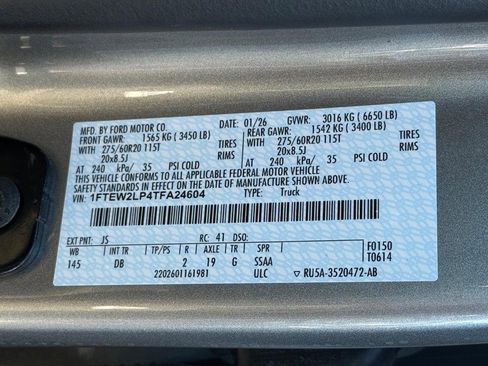 MFD. BY FORD MOTOR CO. 01/26 GVWR: 3016 KG ( 6650 LB)
FRONT GAWR: 1565 KG ( 3450 LB) REAR GAWR: 1542 KG ( 3400 LB)
WITH 275/60R20 115T TIRES WITH 275/60R20 115T TIRES
20x8.5J RIMS 20x8.5J RIMS
AT 240 kPa/ 35 PSI COLD AT 240 kPa/ 35 PSI COLD
THIS VEHICLE CONFORMS TO ALL APPLICABLE FEDERAL MOTOR VEHICLE
SAFETY AND THEFT PREVENTION STANDARDS IN EFFECT ON THE DATE OF MANUFACTURE SHOWN ABOVE.
VIN: 1FTEW2LP4TFA24604 TYPE: Truck
EXT PNT: JS RC: 41 DSO: F0150
WB INT TR TP/PS R AXLE TR SPR T0614
145 DB 2 19 G SSAA
2202601161981 ULC RU5A-3520472-AB